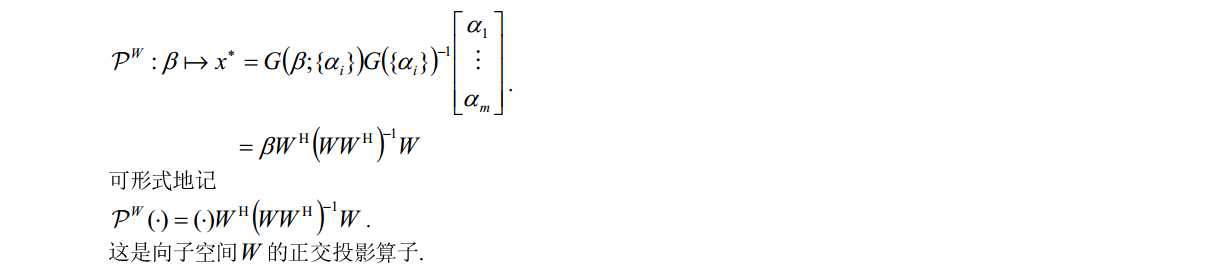 𝒫^W : β ↦ x^* = G(β;{α_i})G({α_i})^{-1} [α_1 ⋮ α_m] .
= βW^H(WW^H)^{-1}W
可形式地记
𝒫^W(·) = (·)W^H(WW^H)^{-1}W .
这是向子空间W 的正交投影算子.